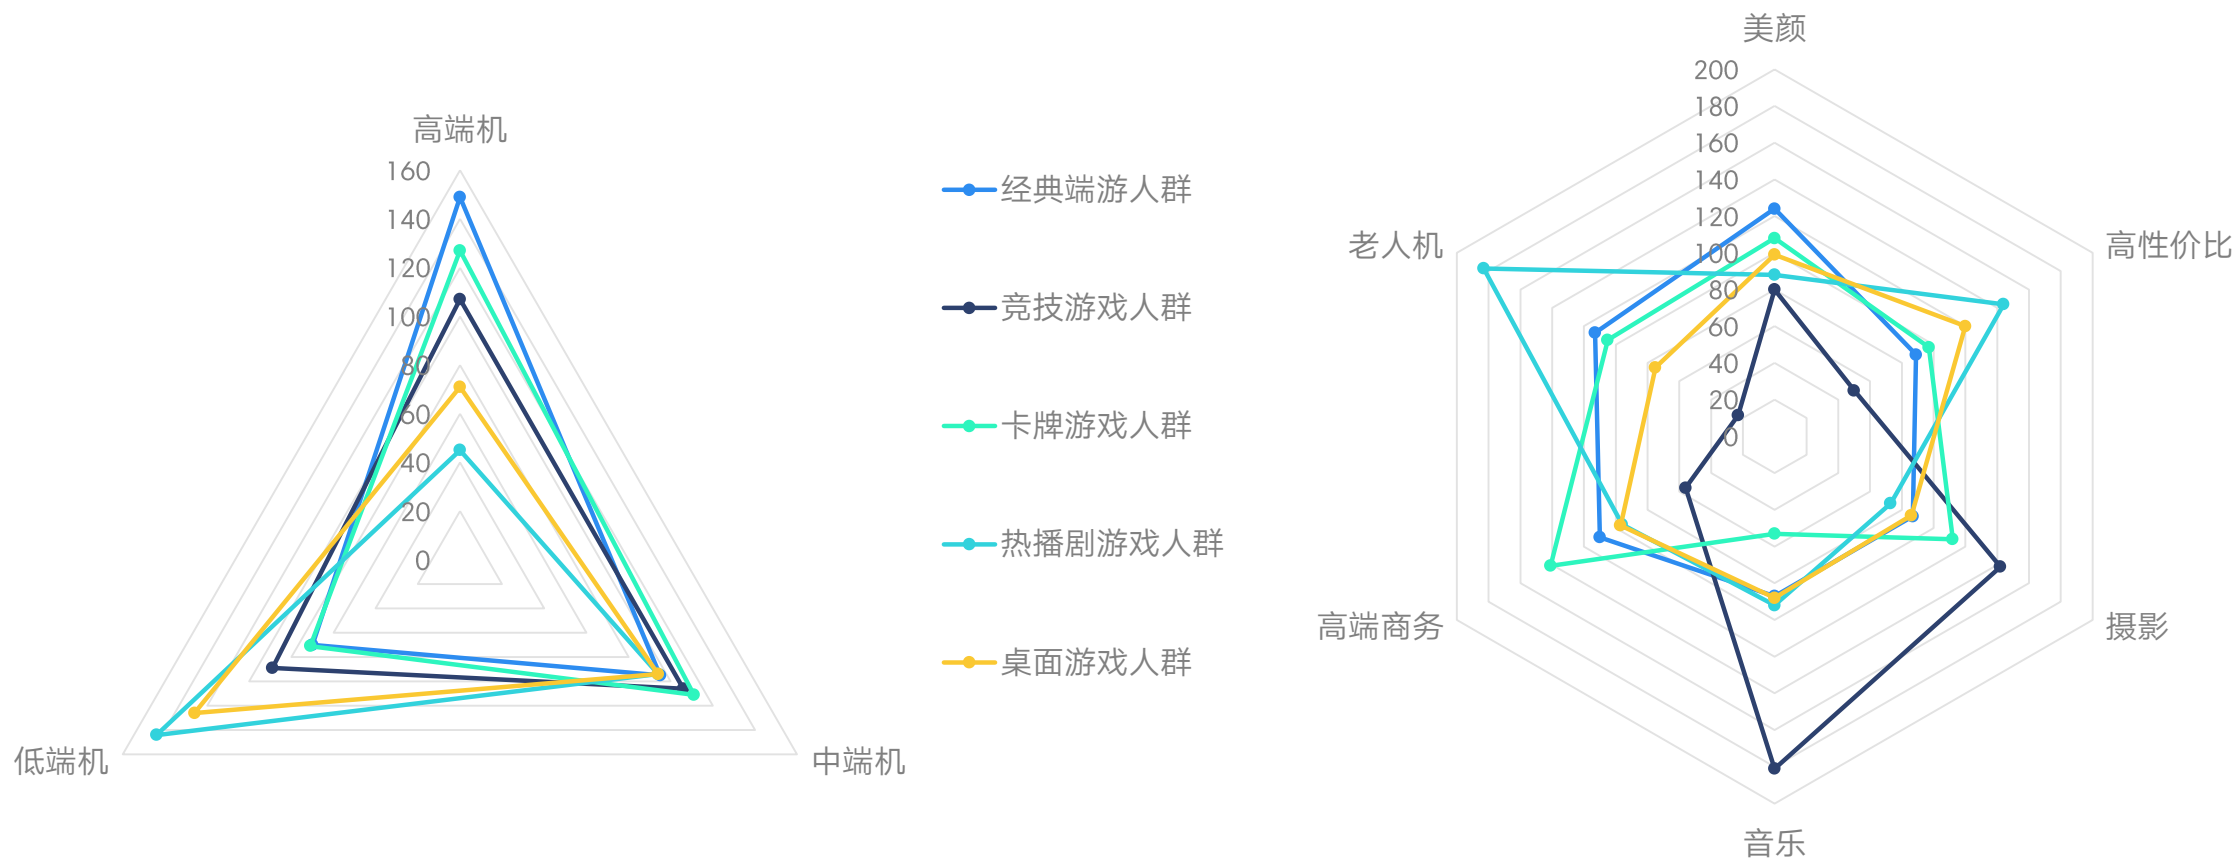 高端机
160
140
120
100
80
60
40
20
0
低端机
中端机
经典端游人群
竞技游戏人群
卡牌游戏人群
热播剧游戏人群
桌面游戏人群
美颜
200
180
160
140
120
100
80
60
40
20
0
老人机
高性价比
高端商务
摄影
音乐